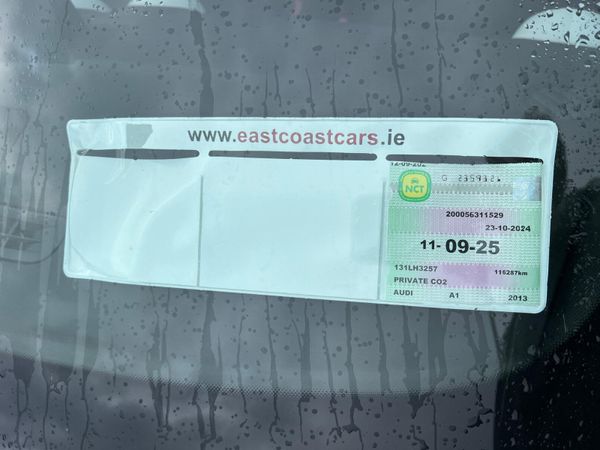 www.eastcoastcars.ie
NCT
200056311529
23-10-2024
11- 09-25
131LH3257
116287km
PRIVATE CO2
AUDI A1 2013